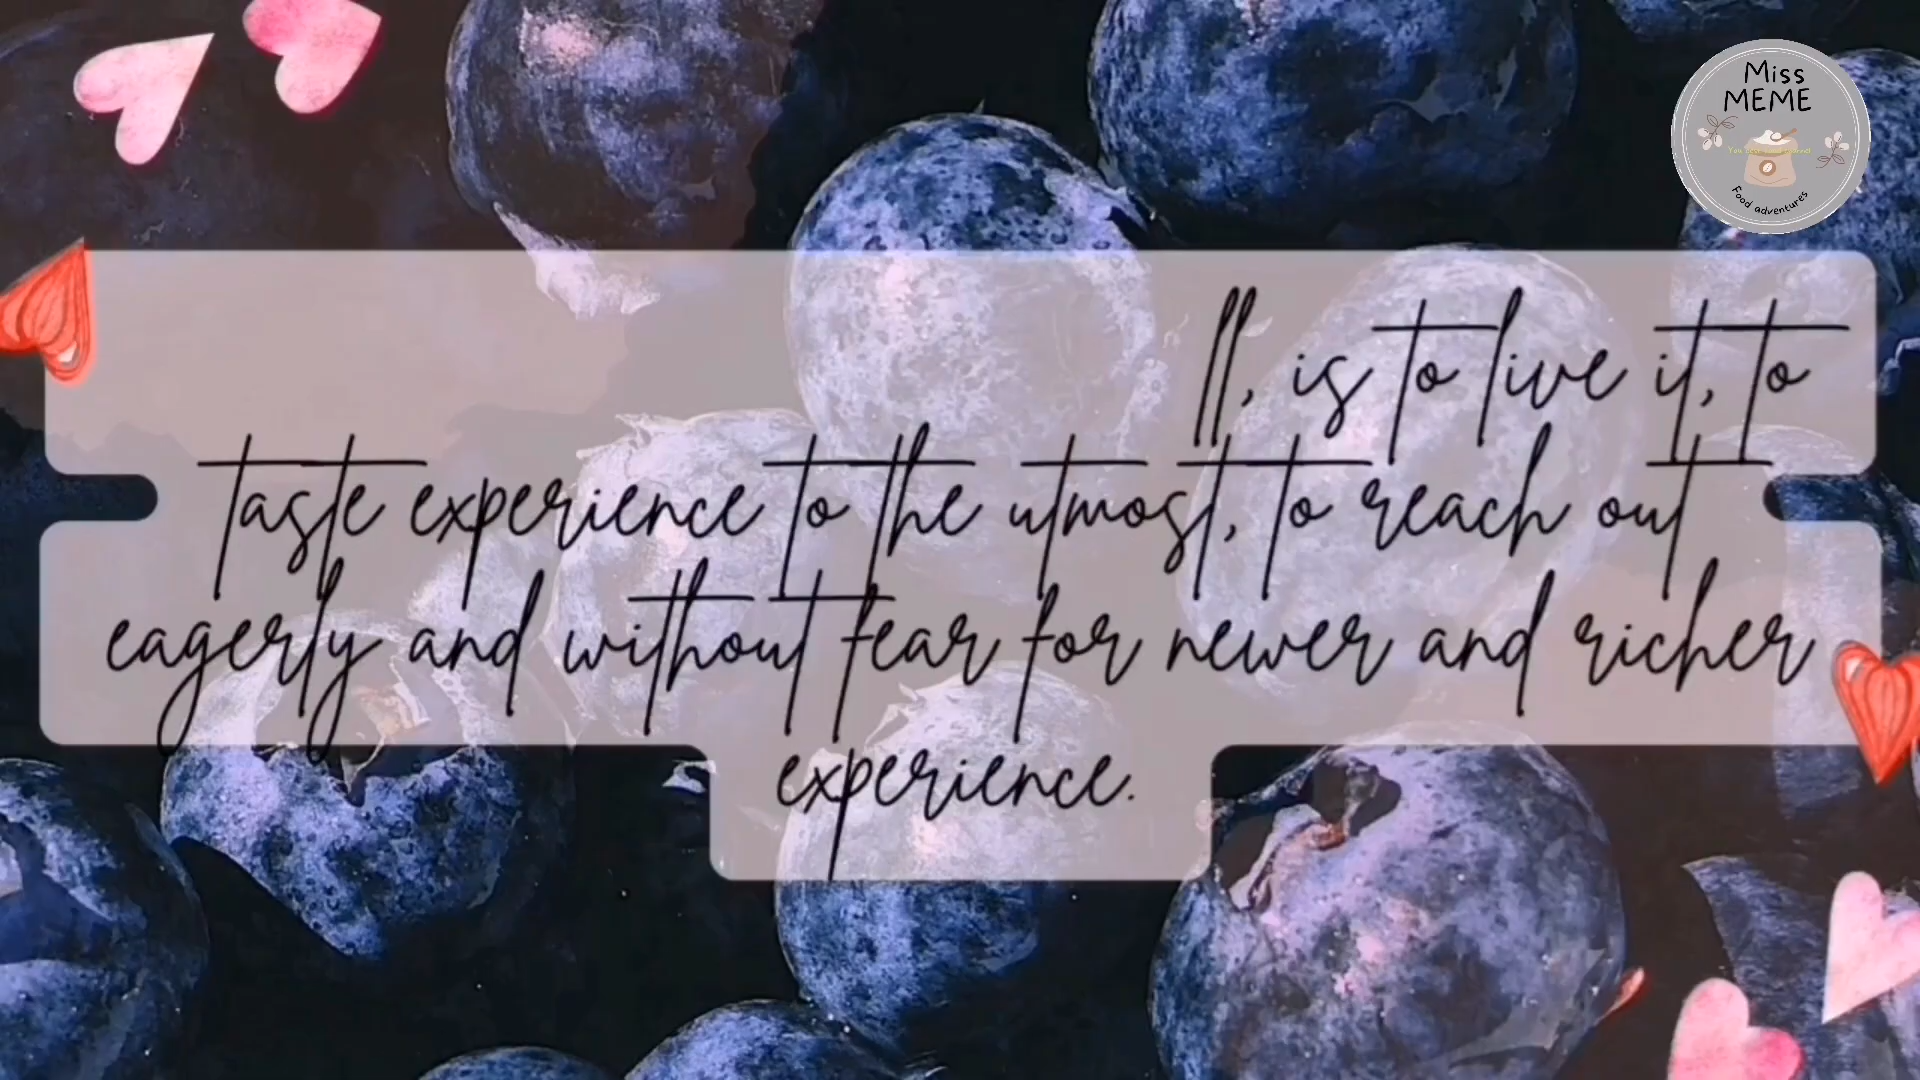 Miss
MEME
Food adventures
ll, is to live it, to
taste experience to the utmost, to reach out
eagerly and without fear for newer and richer
experience.